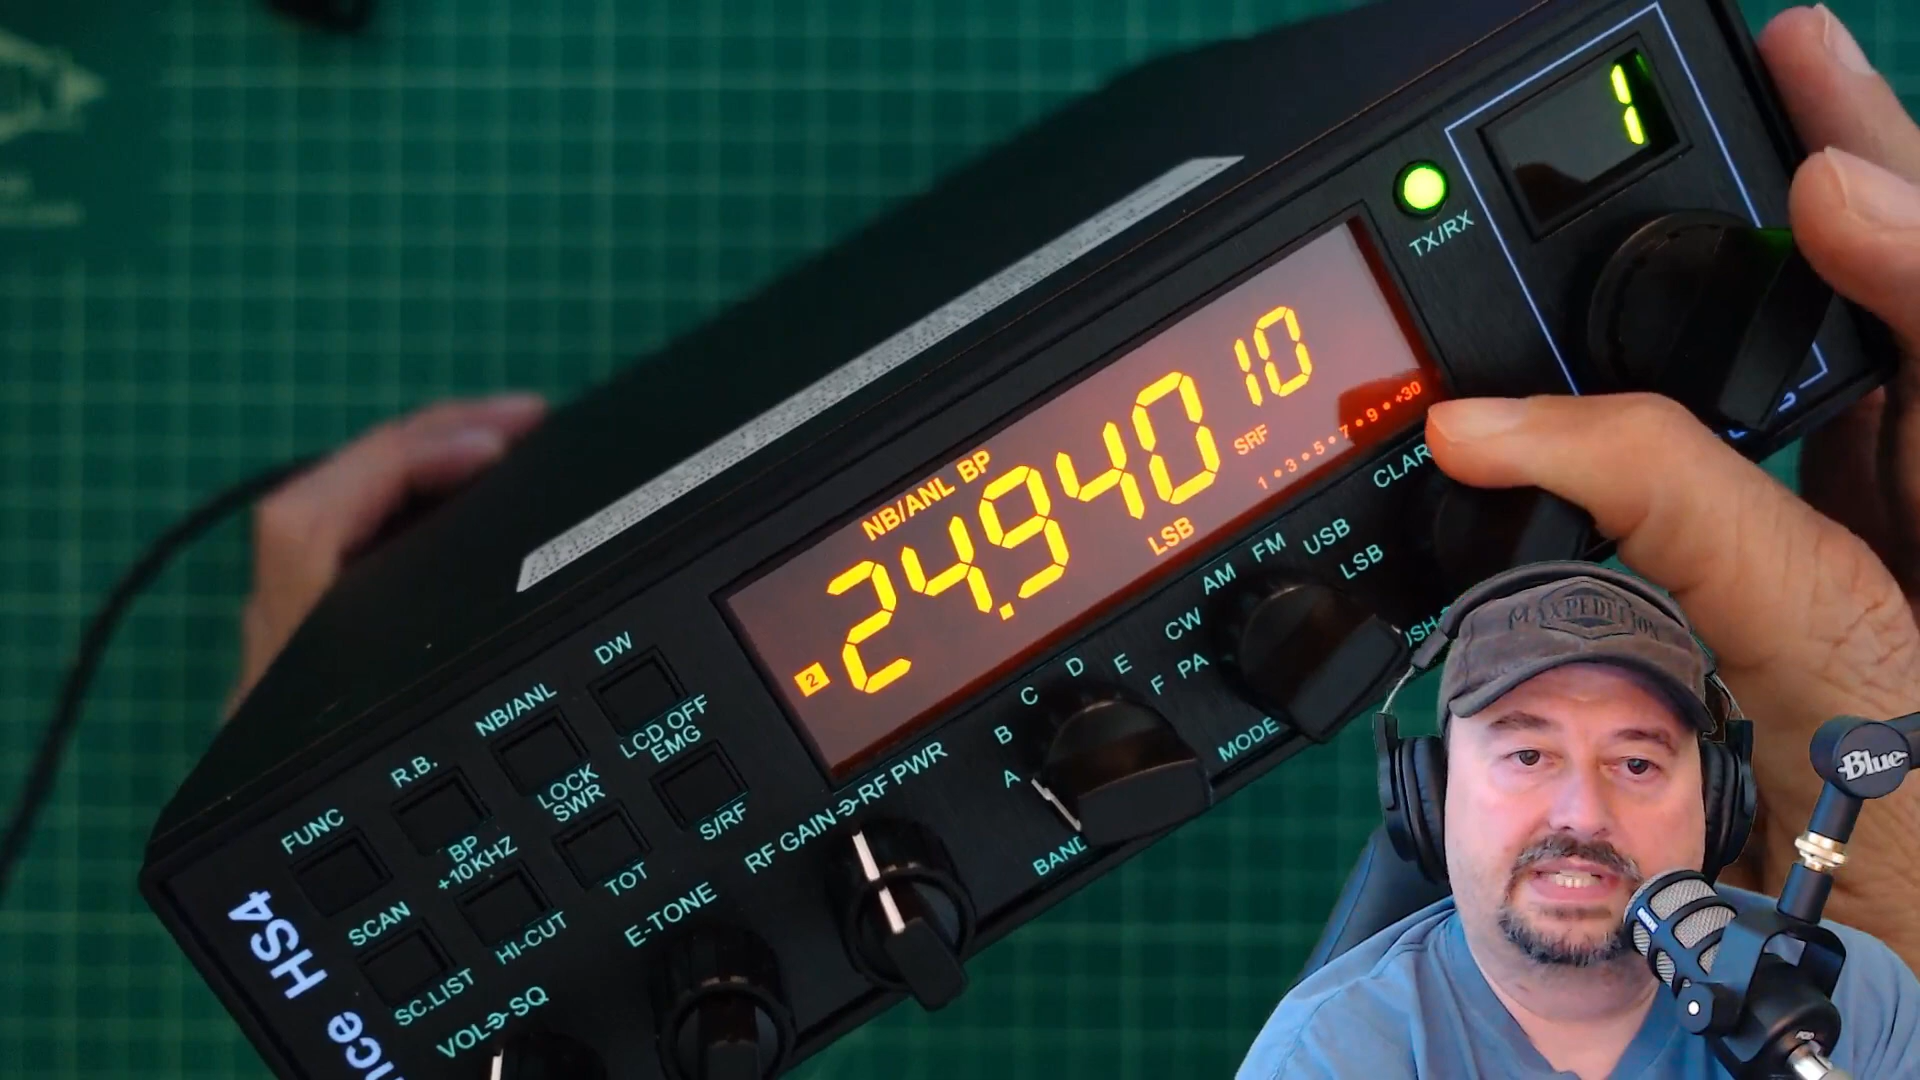 1
TX/RX
NB/ANL BP
2
24.940
10
SRF
1 • 3 • 5 • 7 • 9 • +30
LSB
CLAR
DW
NB/ANL
LCD OFF
R.B.
LOCK
EMG
FUNC
BP
SWR
S/RF
+10KHZ
TOT
SCAN
HI-CUT
SC.LIST
RF GAIN
RF PWR
E-TONE
VOL
SQ
A
B
C
D
E
F
BAND
PA
CW
AM
FM
USB
LSB
MODE
HS4
MAXPEDITION
Blue